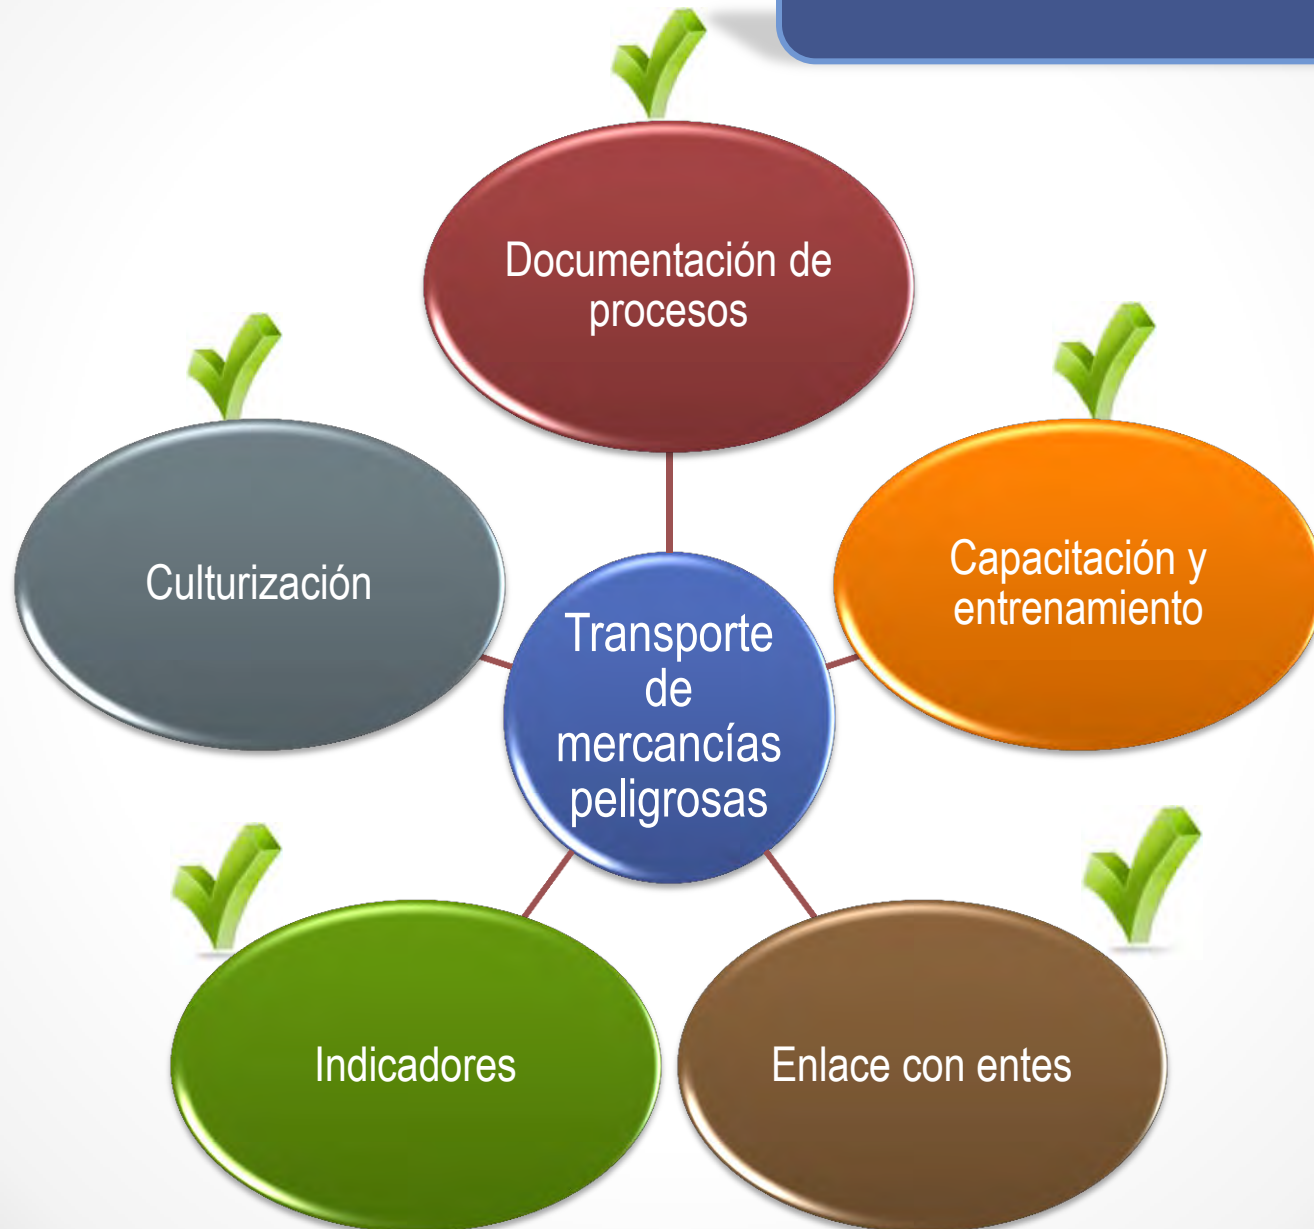 Documentación de
procesos
Culturización
Capacitación y
entrenamiento
Transporte
de
mercancías
peligrosas
Indicadores
Enlace con entes